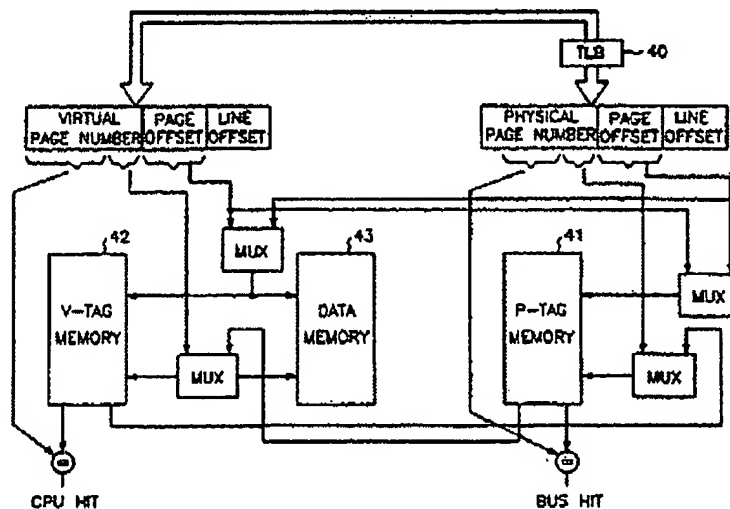 TLB
40
VIRTUAL PAGE LINE
PAGE NUMBER OFFSET OFFSET
PHYSICAL PAGE LINE
PAGE NUMBER OFFSET OFFSET
42
43
41
MUX
V-TAG
MEMORY
DATA
MEMORY
P-TAG
MEMORY
MUX
MUX
MUX
=
=
CPU HIT
BUS HIT